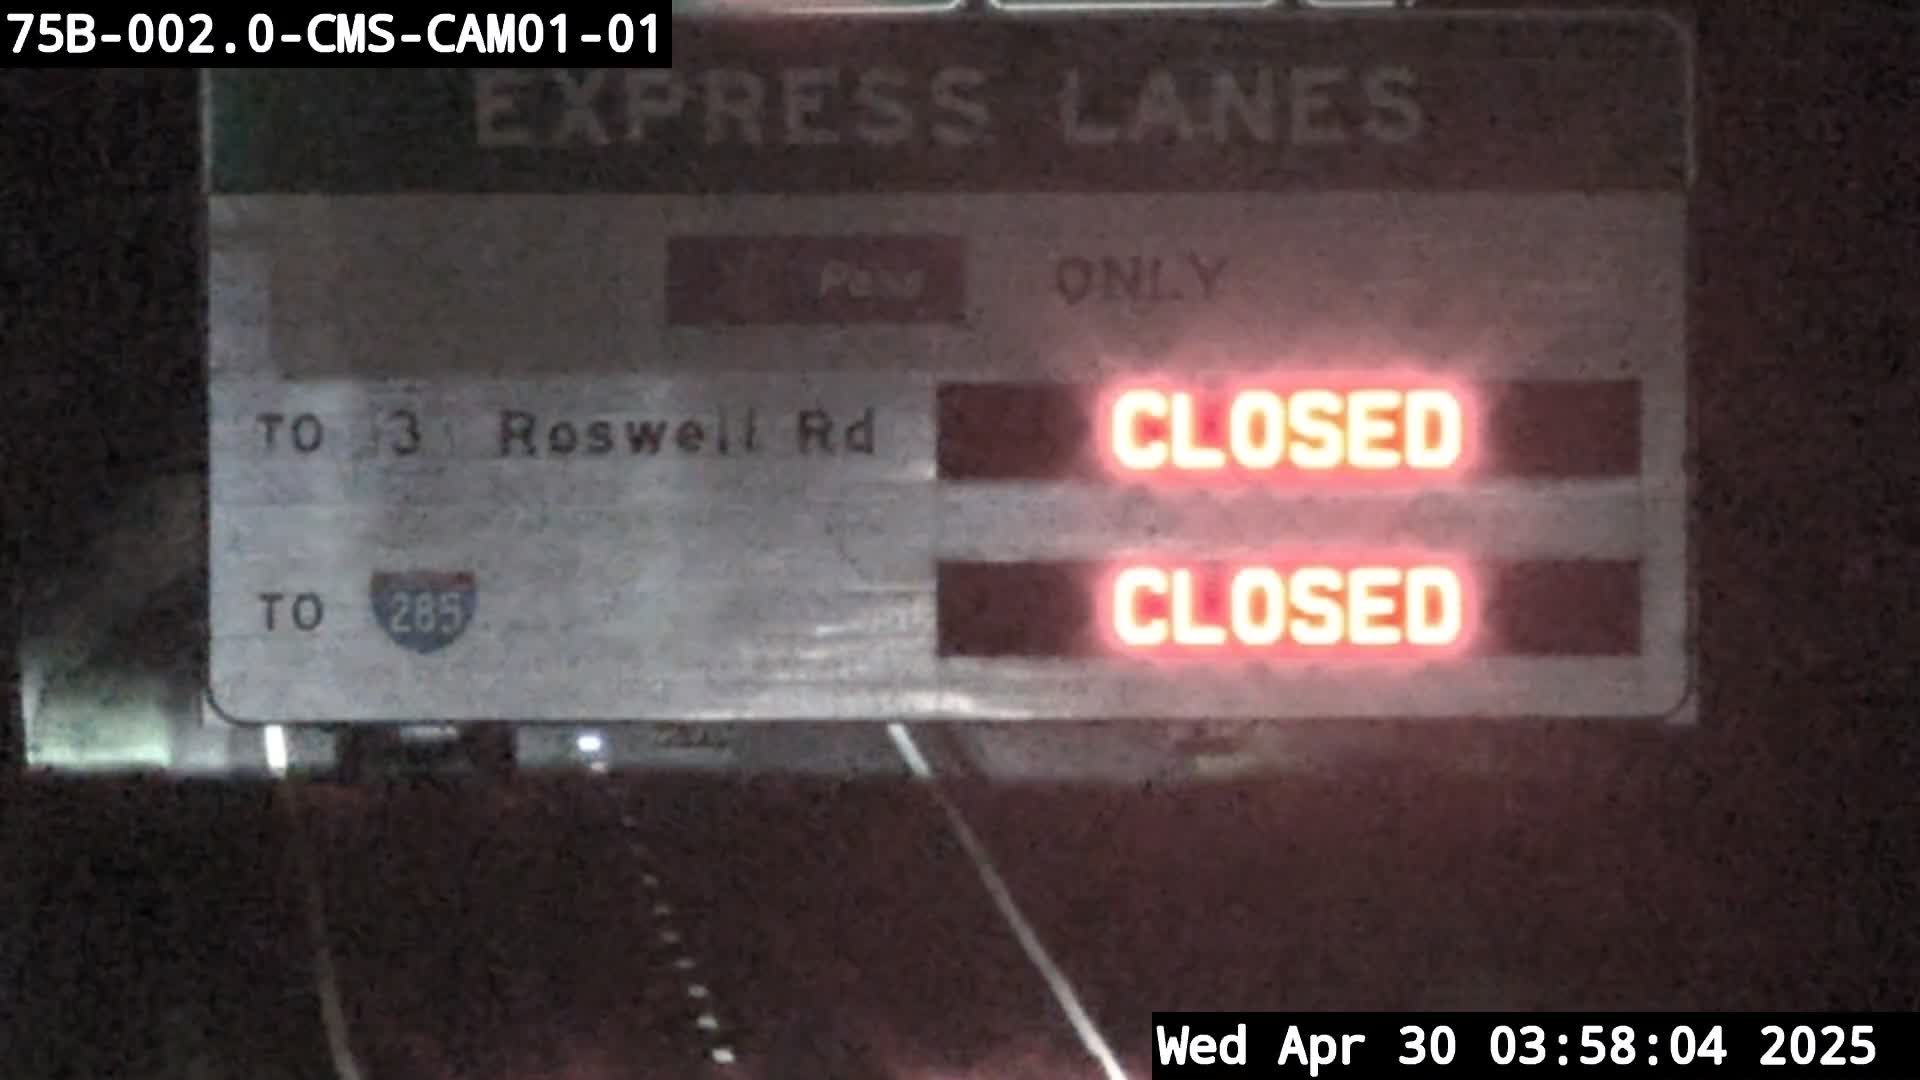 75B-002.0-CMS-CAM01-01
EXPRESS LANES
Pass ONLY
TO 3 Roswell Rd CLOSED
TO 285 CLOSED
Wed Apr 30 03:58:04 2025